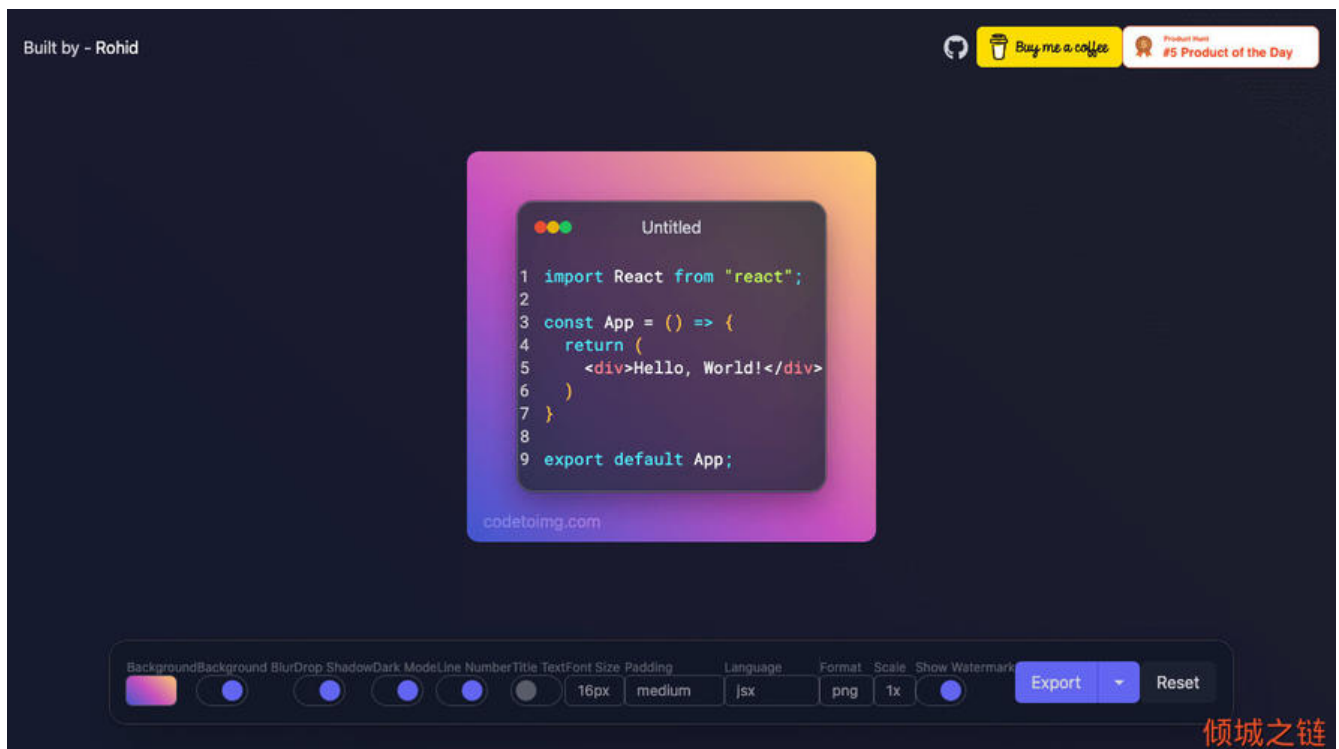 Built by - Rohid
Buy me a coffee
Product Hunt
#5 Product of the Day
Untitled
1 import React from "react";
2
3 const App = () => {
4   return (
5     <div>Hello, World!</div>
6   )
7 }
8
9 export default App;
codetoimg.com
Background Background Blur Drop Shadow Dark Mode Line Number Title Text Font Size Padding Language Format Scale Show Watermark
16px medium jsx png 1x
Export
Reset
倾城之链